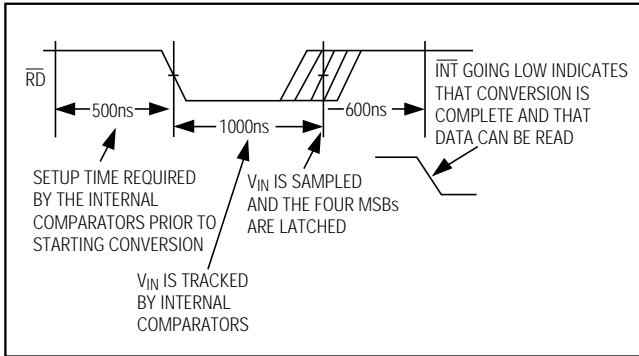 RD
500ns
1000ns
600ns
INT GOING LOW INDICATES
THAT CONVERSION IS
COMPLETE AND THAT
DATA CAN BE READ
SETUP TIME REQUIRED
BY THE INTERNAL
COMPARATORS PRIOR TO
STARTING CONVERSION
VIN IS SAMPLED
AND THE FOUR MSBs
ARE LATCHED
VIN IS TRACKED
BY INTERNAL
COMPARATORS